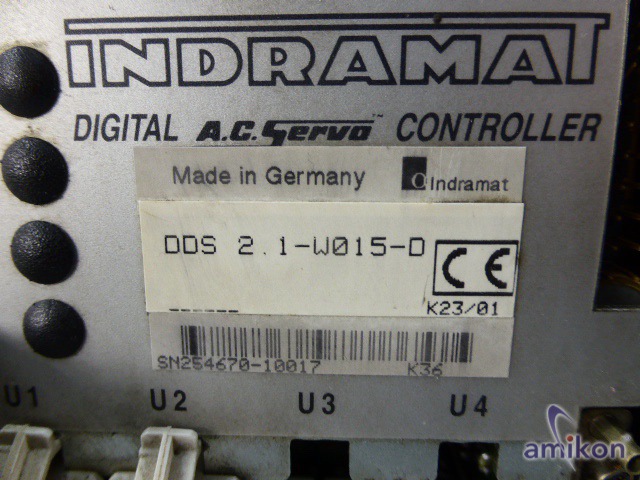 INDRAMAT
DIGITAL A.C. Servo™ CONTROLLER
Made in Germany Indramat
DDS 2.1-W015-D
CE
K23/01
SN254670-10017 K36
U1 U2 U3 U4
amikon